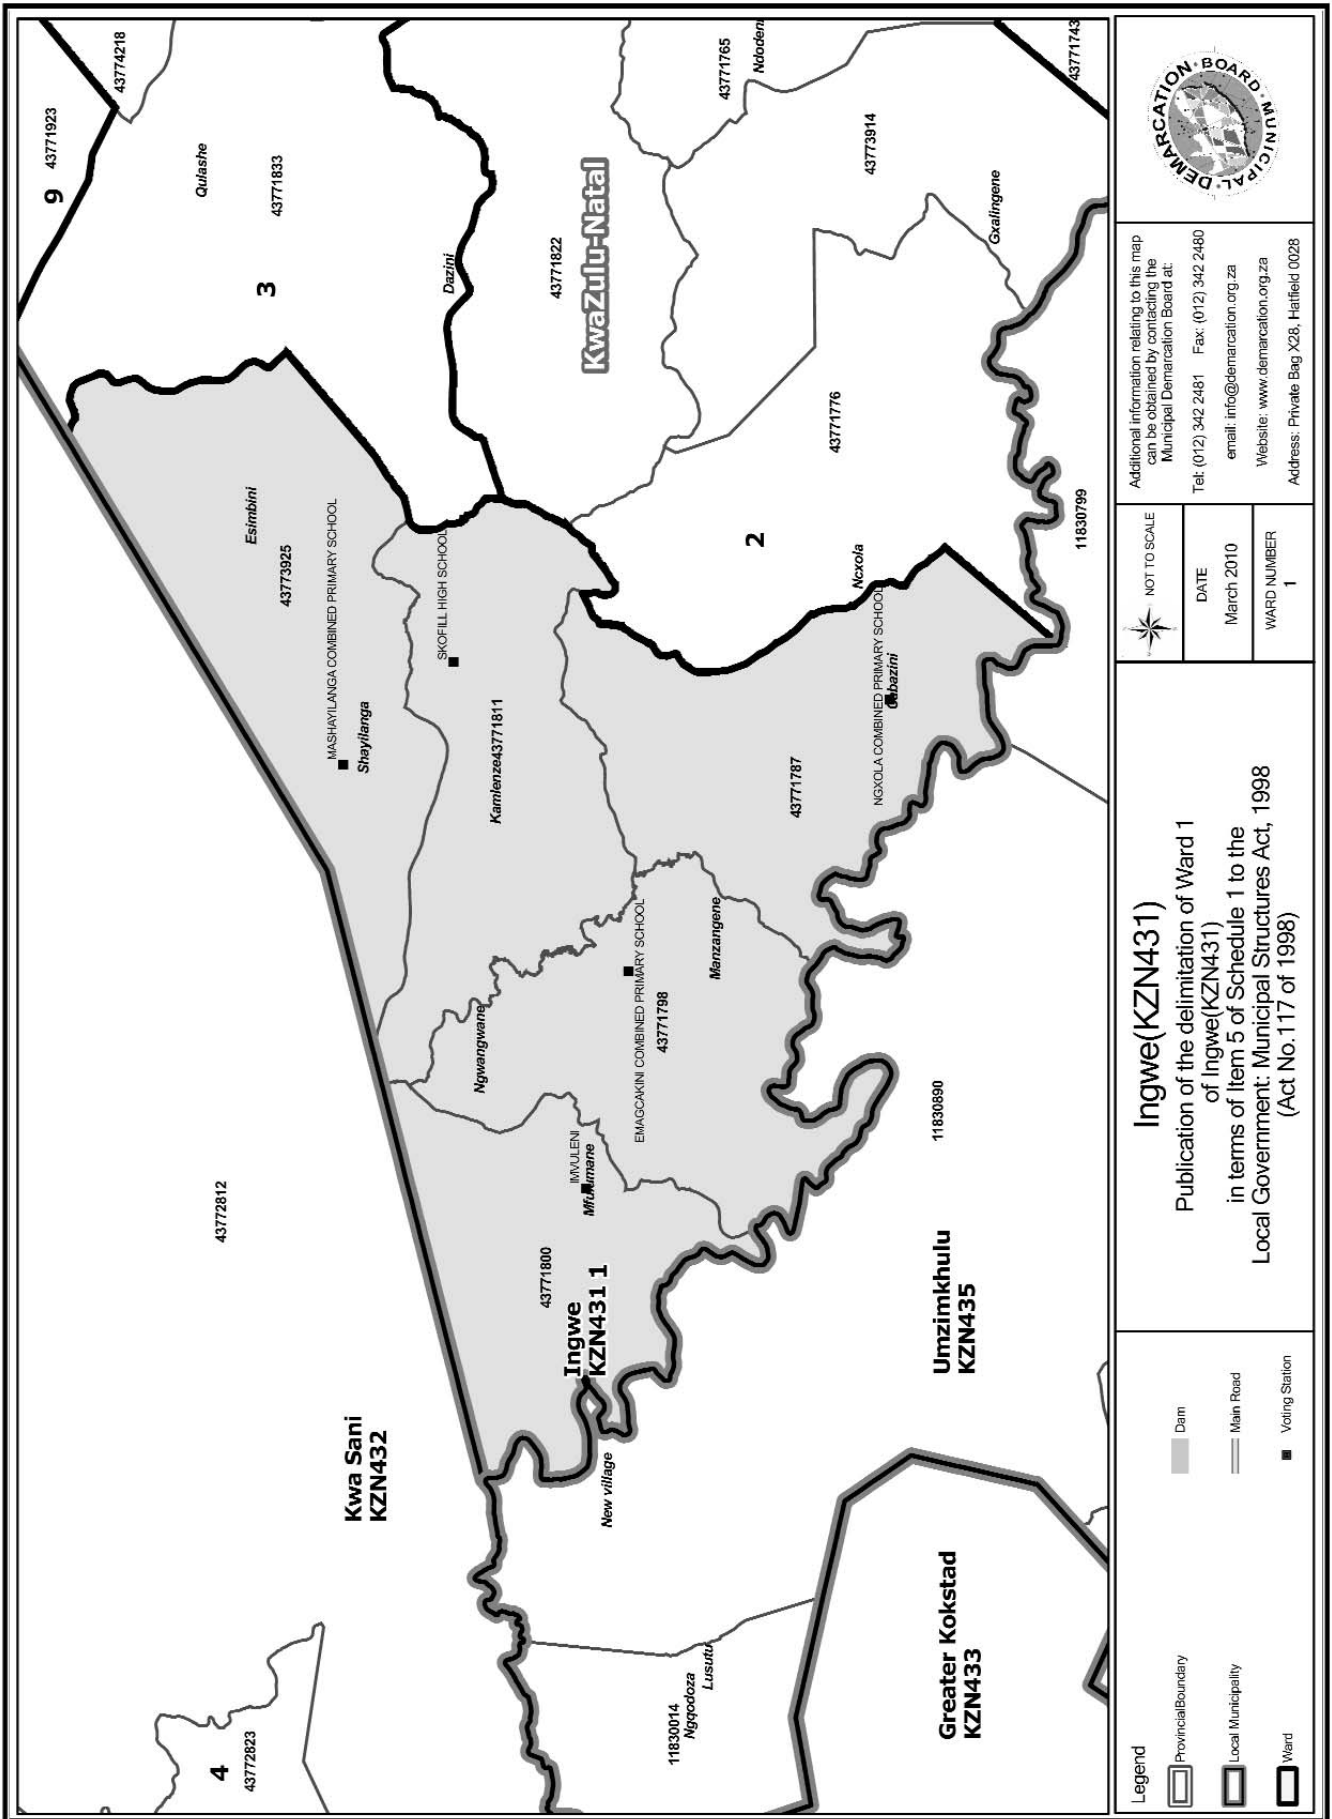 9
43771923
43774218
Qulashe
43771833
3
Dazini
43771822
KwaZulu-Natal
43771765
Ndodeni
43771743
43773914
Gxalingene
43771776
2
Ncxola
11830799
Esimbini
43773925
MASHAYILANGA COMBINED PRIMARY SCHOOL
Shayilanga
SKOFILL HIGH SCHOOL
Kamlenze43771811
43771787
NGXOLA COMBINED PRIMARY SCHOOL
Ngwangwane
EMAGCAKINI COMBINED PRIMARY SCHOOL
43771798
Manzangene
43772812
IMVULENI
43771800
Ingwe
KZN431 1
11830890
Umzimkhulu
KZN435
Kwa Sani
KZN432
New village
4
43772823
11830014
Ngqodoza
Lusutu
Greater Kokstad
KZN433
Legend
ProvincialBoundary
Local Municipality
Ward
Dam
Main Road
Voting Station
Ingwe(KZN431)
Publication of the delimitation of Ward 1
of Ingwe(KZN431)
in terms of Item 5 of Schedule 1 to the
Local Government: Municipal Structures Act, 1998
(Act No.117 of 1998)
NOT TO SCALE
DATE
March 2010
WARD NUMBER
1
Additional information relating to this map
can be obtained by contacting the
Municipal Demarcation Board at:
Tel: (012) 342 2481 Fax: (012) 342 2480
email: info@demarcation.org.za
Website: www.demarcation.org.za
Address: Private Bag X28, Hatfield 0028
MUNICIPAL DEMARCATION BOARD